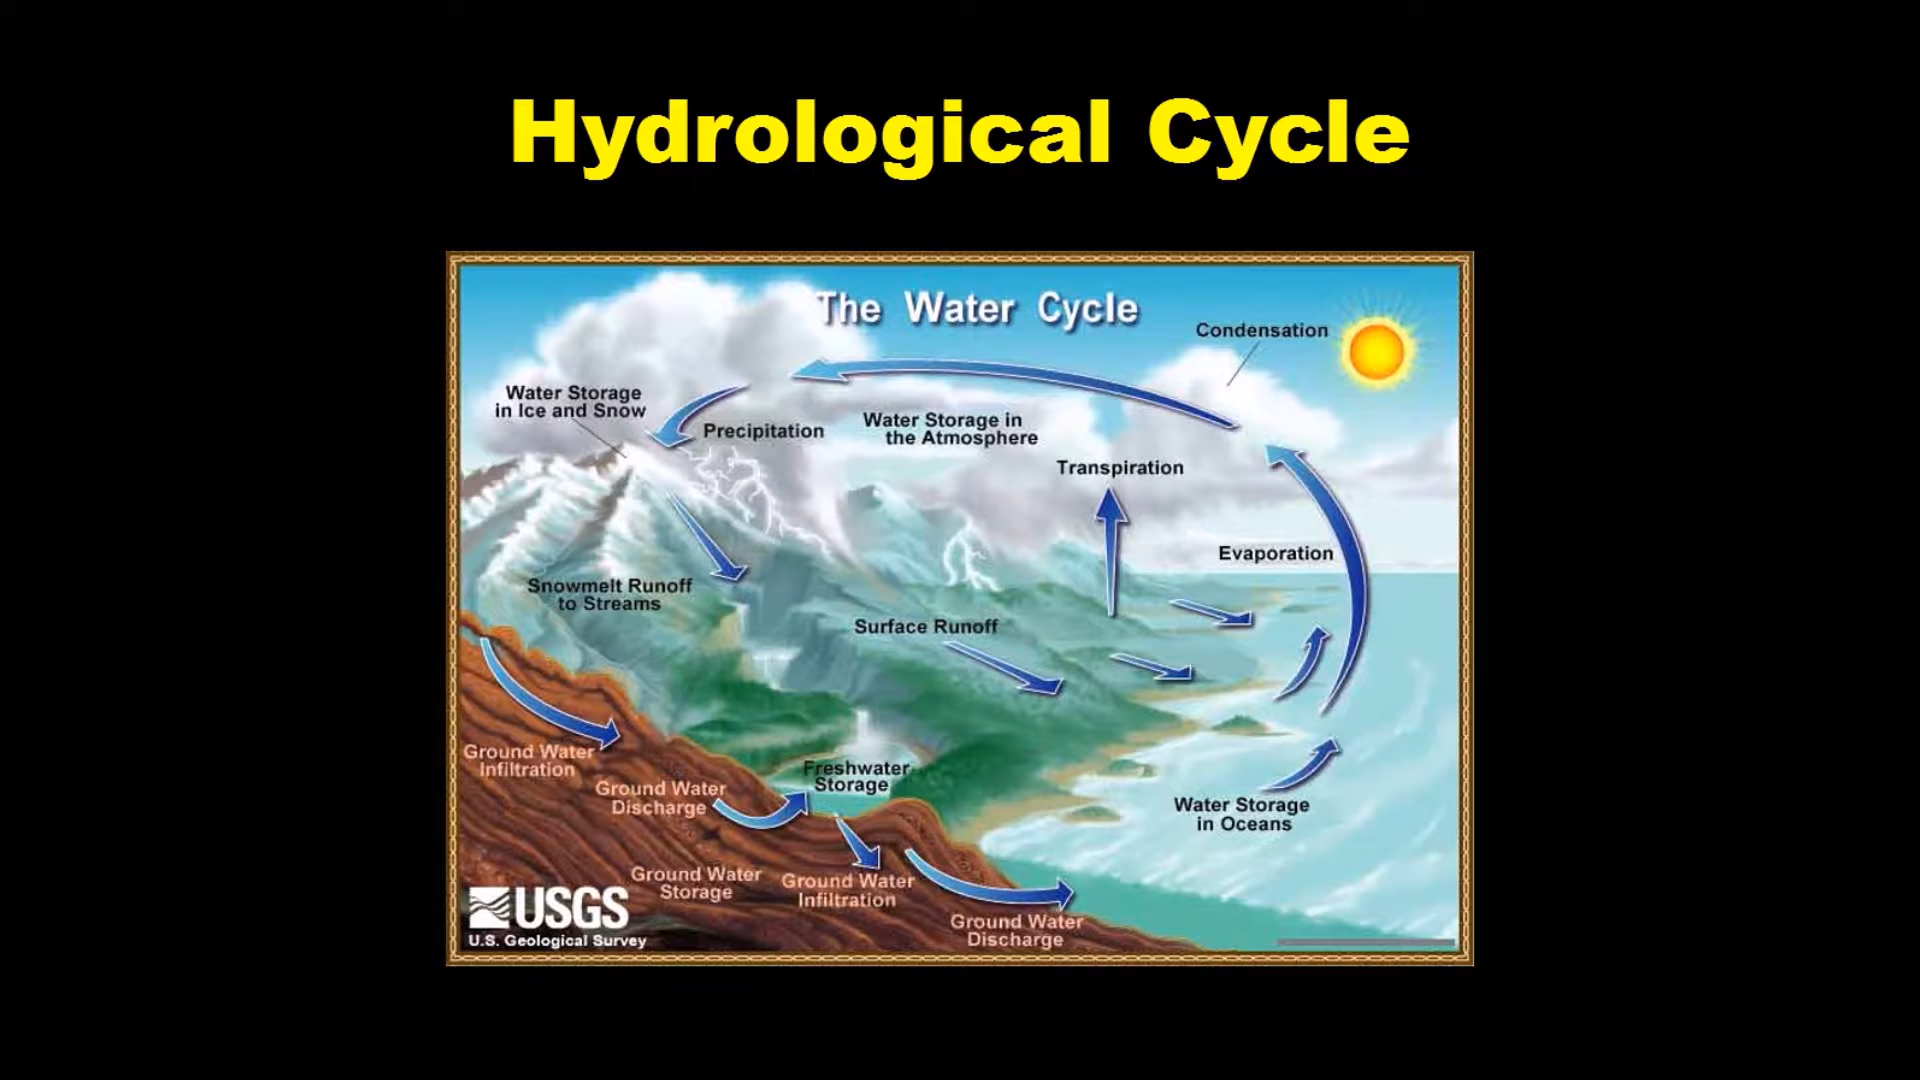 Hydrological Cycle
The Water Cycle
Condensation
Water Storage
in Ice and Snow
Precipitation
Water Storage in
the Atmosphere
Transpiration
Evaporation
Snowmelt Runoff
to Streams
Surface Runoff
Ground Water
Infiltration
Ground Water
Discharge
Freshwater
Storage
Water Storage
in Oceans
Ground Water
Storage
Ground Water
Infiltration
Ground Water
Discharge
USGS
U.S. Geological Survey